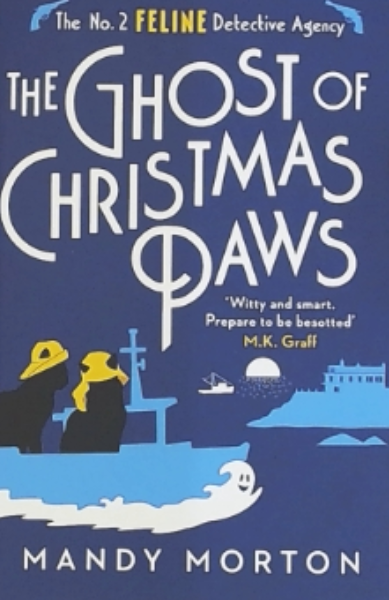 The No. 2 FELINE Detective Agency
THE GHOST OF
CHRISTMAS
PAWS
'Witty and smart.
Prepare to be besotted'
M.K. Graff
MANDY MORTON